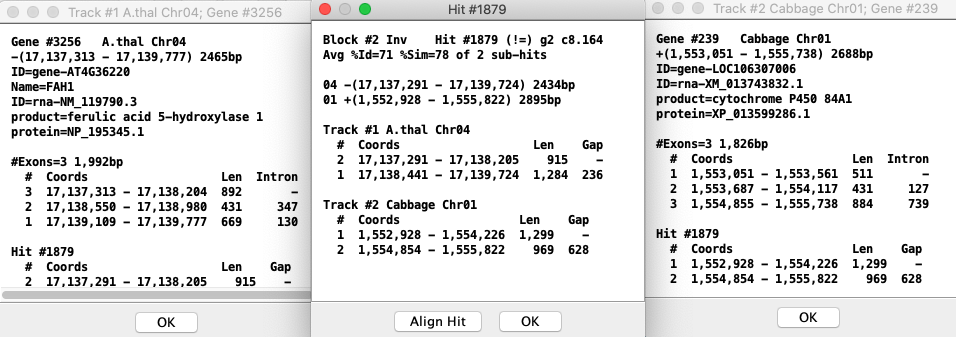 Track #1 A.thal Chr04; Gene #3256
Gene #3256   A.thal Chr04
-(17,137,313 - 17,139,777) 2465bp
ID=gene-AT4G36220
Name=FAH1
ID=rna-NM_119790.3
product=ferulic acid 5-hydroxylase 1
protein=NP_195345.1
#Exons=3 1,992bp
#  Coords                   Len  Intron
3  17,137,313 - 17,138,204  892       -
2  17,138,550 - 17,138,980  431     347
1  17,139,109 - 17,139,777  669     130
Hit #1879
#  Coords                   Len    Gap
2  17,137,291 - 17,138,205    915    -
OK
Hit #1879
Block #2 Inv    Hit #1879 (!=) g2 c8.164
Avg %Id=71 %Sim=78 of 2 sub-hits
04 -(17,137,291 - 17,139,724) 2434bp
01 +(1,552,928 - 1,555,822) 2895bp
Track #1 A.thal Chr04
#  Coords                   Len  Gap
2  17,137,291 - 17,138,205    915    -
1  17,138,441 - 17,139,724  1,284  236
Track #2 Cabbage Chr01
#  Coords                 Len  Gap
1  1,552,928 - 1,554,226  1,299    -
2  1,554,854 - 1,555,822    969  628
Align Hit
OK
Track #2 Cabbage Chr01; Gene #239
Gene #239   Cabbage Chr01
+(1,553,051 - 1,555,738) 2688bp
ID=gene-LOC106307006
ID=rna-XM_013743832.1
product=cytochrome P450 84A1
protein=XP_013599286.1
#Exons=3 1,826bp
#  Coords                 Len  Intron
1  1,553,051 - 1,553,561  511       -
2  1,553,687 - 1,554,117  431     127
3  1,554,855 - 1,555,738  884     739
Hit #1879
#  Coords                 Len    Gap
1  1,552,928 - 1,554,226  1,299    -
2  1,554,854 - 1,555,822    969  628
OK